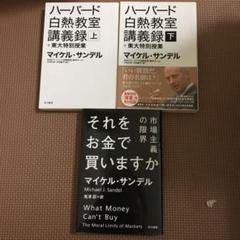 ハーバード
白熱教室
講義録 上
+東大特別授業
マイケル・サンデル
ハーバード
白熱教室
講義録 下
+東大特別授業
マイケル・サンデル
市場主義の限界
それを
お金で
買いますか
マイケル・サンデル
Michael J. Sandel
What Money
Can't Buy
The Moral Limits of Markets